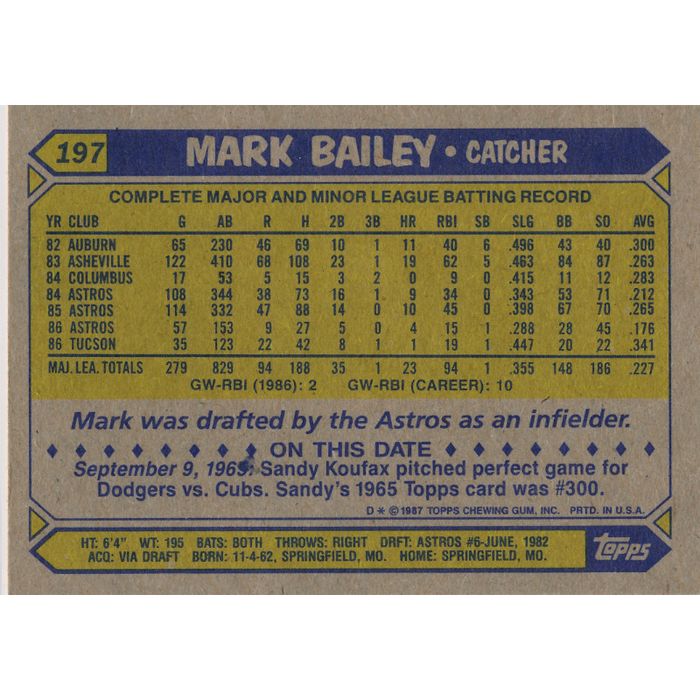 197 MARK BAILEY • CATCHER
COMPLETE MAJOR AND MINOR LEAGUE BATTING RECORD
YR CLUB G AB R H 2B 3B HR RBI SB SLG BB SO AVG
82 AUBURN 65 230 46 69 10 1 11 40 6 .496 43 40 .300
83 ASHEVILLE 122 410 68 108 23 1 19 62 5 .463 84 87 .263
84 COLUMBUS 17 53 5 15 3 2 0 9 0 .415 11 12 .283
84 ASTROS 108 344 38 73 16 1 9 34 0 .343 53 71 .212
85 ASTROS 114 332 47 88 14 0 10 45 0 .398 67 70 .265
86 ASTROS 57 153 9 27 5 0 4 15 1 .288 28 45 .176
86 TUCSON 35 123 22 42 8 1 1 18 1 .447 20 22 .341
MAJ. LEA. TOTALS 279 829 94 188 35 1 23 94 1 .355 148 186 .227
GW-RBI (1986): 2 GW-RBI (CAREER): 10
Mark was drafted by the Astros as an infielder.
♦ ♦ ♦ ♦ ♦ ♦ ♦ ♦ ON THIS DATE ♦ ♦ ♦ ♦ ♦ ♦ ♦ ♦
September 9, 1965: Sandy Koufax pitched perfect game for
Dodgers vs. Cubs. Sandy's 1965 Topps card was #300.
D * © 1987 TOPPS CHEWING GUM, INC. PRTD. IN U.S.A.
HT: 6'4" WT: 195 BATS: BOTH THROWS: RIGHT DRFT: ASTROS #6-JUNE, 1982
ACQ: VIA DRAFT BORN: 11-4-62, SPRINGFIELD, MO. HOME: SPRINGFIELD, MO.
topps